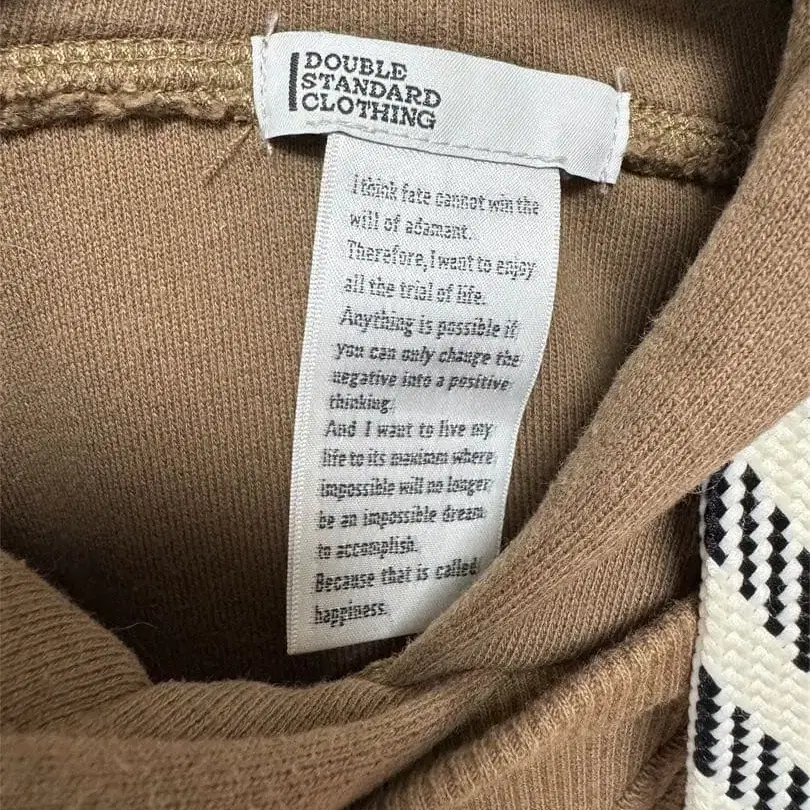 DOUBLE
STANDARD
CLOTHING
I think fate cannot win the
will of adamant.
Therefore, I want to enjoy
all the trial of life.
Anything is possible if
you can only change the
negative into a positive
thinking.
And I want to live my
life to its maximm where
impossible will no longer
be an impossible dream
to accomplish.
Because that is called
happiness.